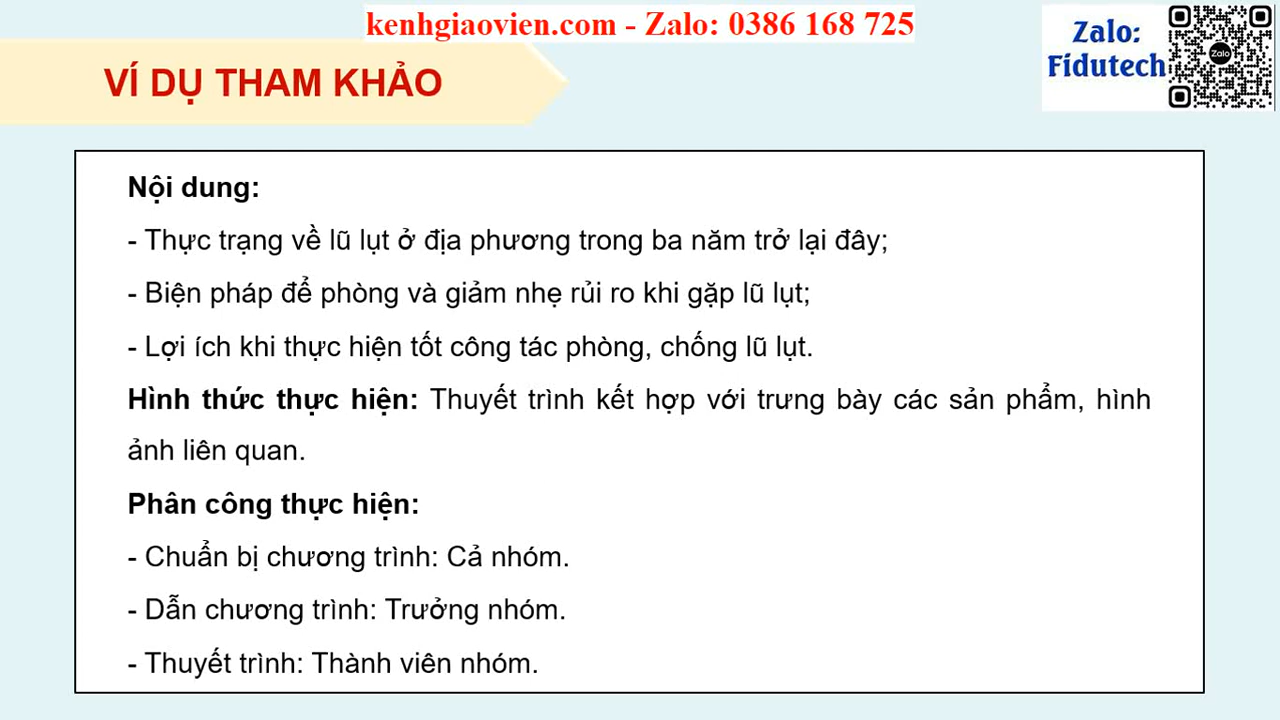 kenhgiaovien.com - Zalo: 0386 168 725
Zalo:
Fidutech
Zalo
VÍ DỤ THAM KHẢO
Nội dung:
- Thực trạng về lũ lụt ở địa phương trong ba năm trở lại đây;
- Biện pháp để phòng và giảm nhẹ rủi ro khi gặp lũ lụt;
- Lợi ích khi thực hiện tốt công tác phòng, chống lũ lụt.
Hình thức thực hiện: Thuyết trình kết hợp với trưng bày các sản phẩm, hình
ảnh liên quan.
Phân công thực hiện:
- Chuẩn bị chương trình: Cả nhóm.
- Dẫn chương trình: Trưởng nhóm.
- Thuyết trình: Thành viên nhóm.